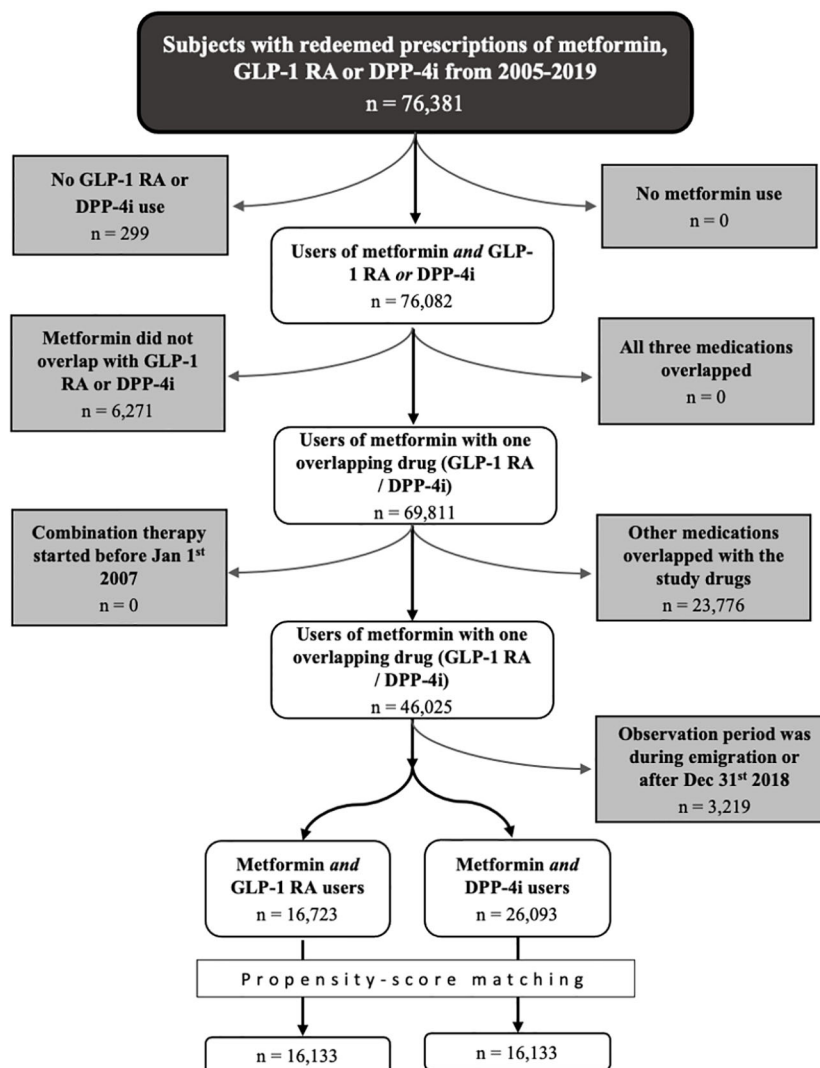 Subjects with redeemed prescriptions of metformin,
GLP-1 RA or DPP-4i from 2005-2019
n = 76,381
No GLP-1 RA or
DPP-4i use
n = 299
No metformin use
n = 0
Users of metformin and GLP-
1 RA or DPP-4i
n = 76,082
Metformin did not
overlap with GLP-1
RA or DPP-4i
n = 6,271
All three medications
overlapped
n = 0
Users of metformin with one
overlapping drug (GLP-1 RA
/ DPP-4i)
n = 69,811
Combination therapy
started before Jan 1st
2007
n = 0
Other medications
overlapped with the
study drugs
n = 23,776
Users of metformin with one
overlapping drug (GLP-1 RA
/ DPP-4i)
n = 46,025
Observation period was
during emigration or
after Dec 31st 2018
n = 3,219
Metformin and
GLP-1 RA users
n = 16,723
Metformin and
DPP-4i users
n = 26,093
Propensity-score matching
n = 16,133
n = 16,133